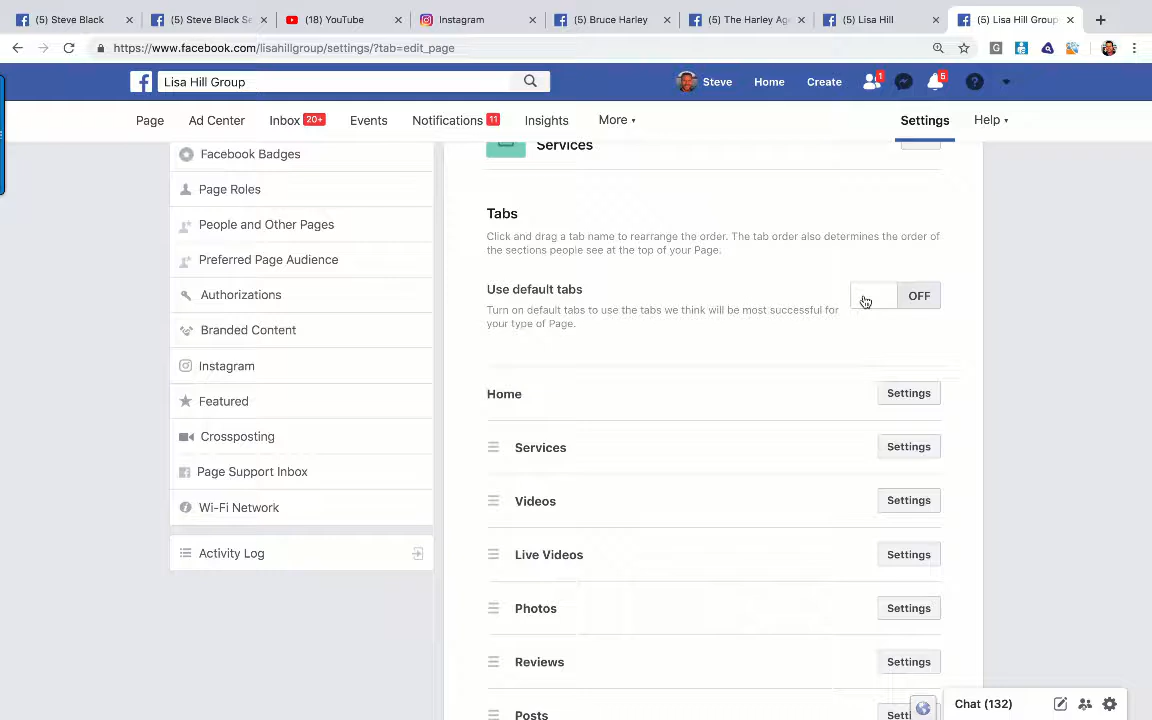 (5) Steve Black
(5) Steve Black Se
(18) YouTube
Instagram
(5) Bruce Harley
(5) The Harley Age
(5) Lisa Hill
(5) Lisa Hill Group
https://www.facebook.com/lisahillgroup/settings/?tab=edit_page
Lisa Hill Group
Steve
Home
Create
1
5
Page
Ad Center
Inbox 20+
Events
Notifications 11
Insights
More
Settings
Help
Facebook Badges
Page Roles
People and Other Pages
Preferred Page Audience
Authorizations
Branded Content
Instagram
Featured
Crossposting
Page Support Inbox
Wi-Fi Network
Activity Log
Services
Tabs
Click and drag a tab name to rearrange the order. The tab order also determines the order of
the sections people see at the top of your Page.
Use default tabs
OFF
Turn on default tabs to use the tabs we think will be most successful for
your type of Page.
Home Settings
Services Settings
Videos Settings
Live Videos Settings
Photos Settings
Reviews Settings
Posts
Chat (132)